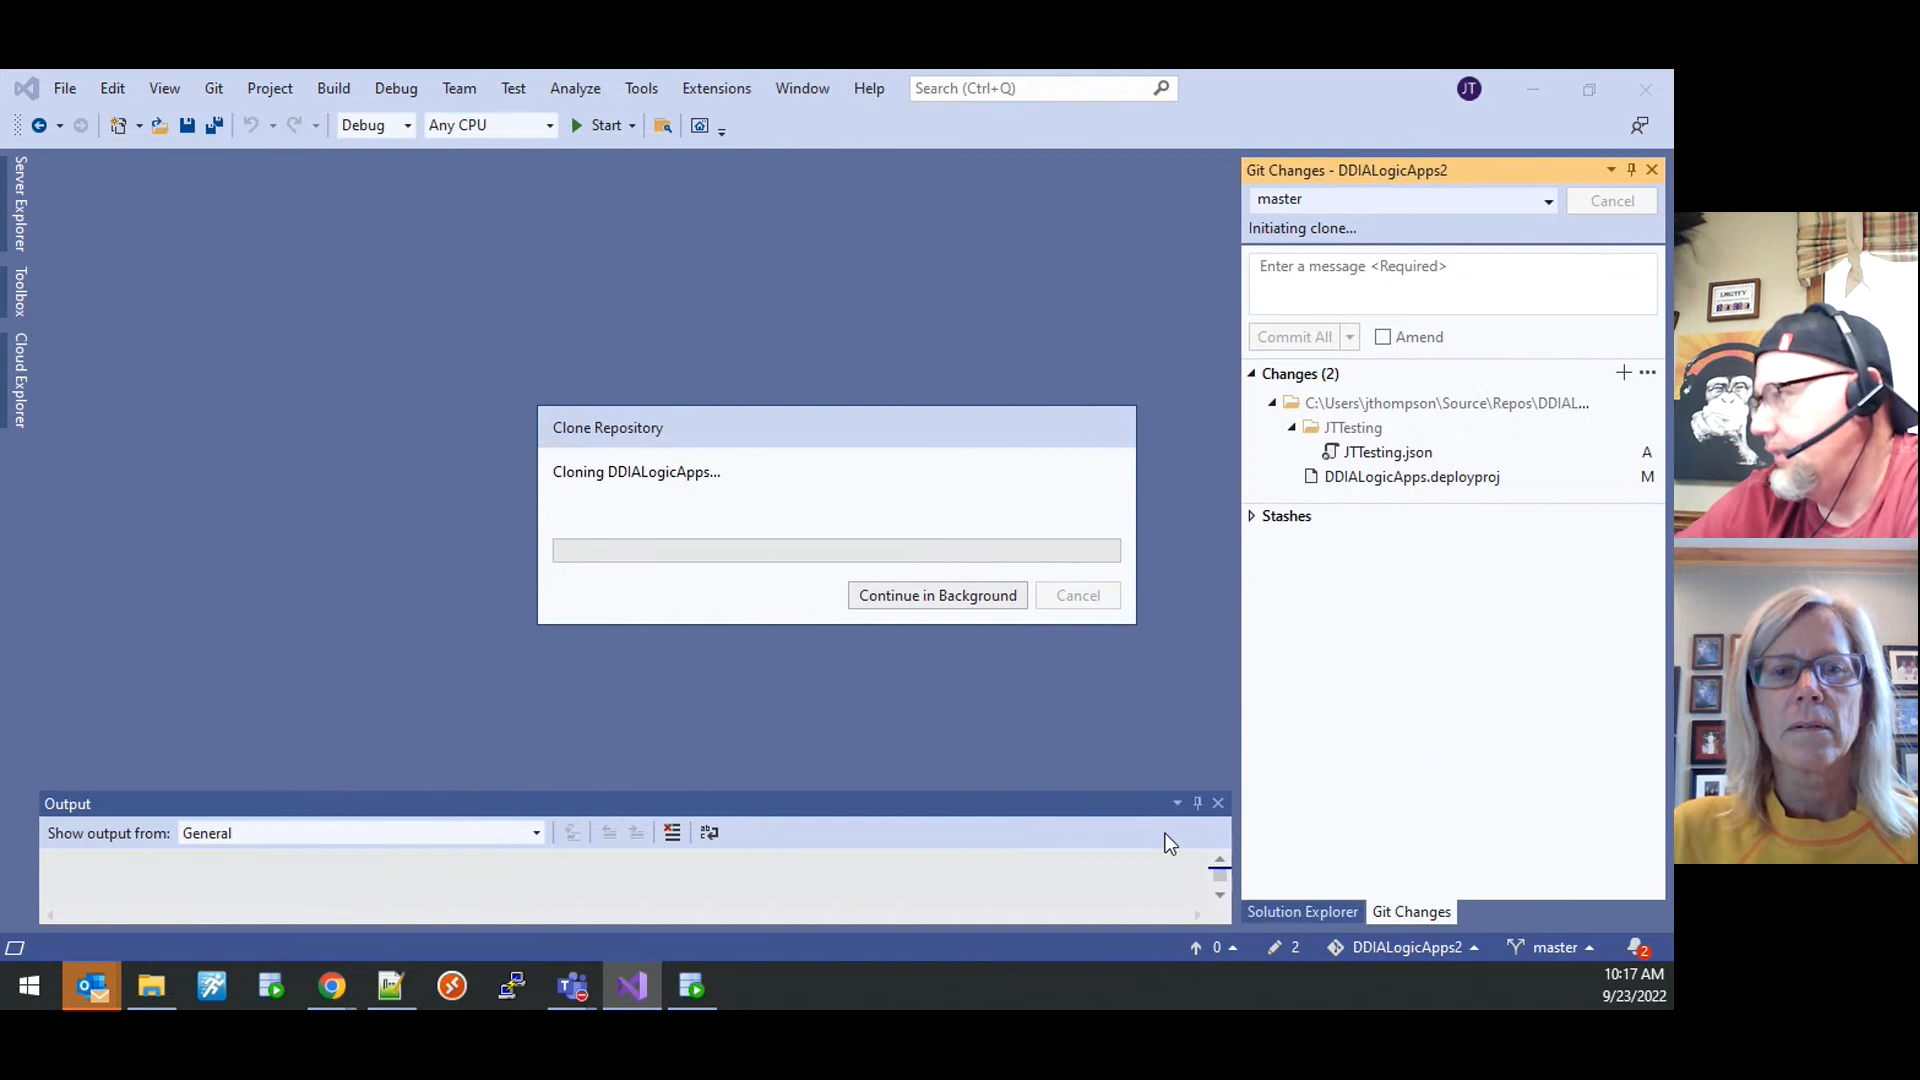 File Edit View Git Project Build Debug Team Test Analyze Tools Extensions Window Help Search (Ctrl+Q) JT
Debug Any CPU Start
Server Explorer
Toolbox
Cloud Explorer
Clone Repository
Cloning DDIALogicApps...
Continue in Background Cancel
Git Changes - DDIALogicApps2
master Cancel
Initiating clone...
Enter a message <Required>
Commit All Amend
Changes (2)
C:\Users\jthompson\Source\Repos\DDIAL...
JTTesting
JTTesting.json A
DDIALogicApps.deployproj M
Stashes
Output
Show output from: General
Solution Explorer Git Changes
0 2 DDIALogicApps2 master 2
10:17 AM
9/23/2022
LMGTFY